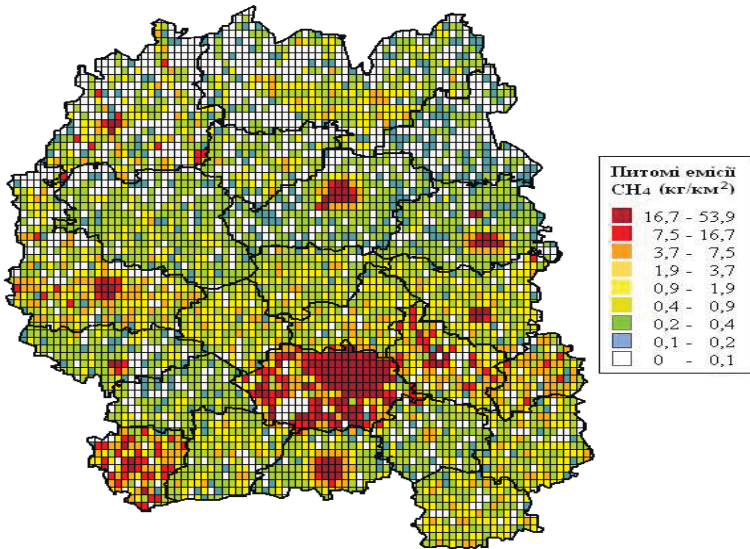 Питомі емісії
CH₄ (кг/км²)
16,7 - 53,9
7,5 - 16,7
3,7 - 7,5
1,9 - 3,7
0,9 - 1,9
0,4 - 0,9
0,2 - 0,4
0,1 - 0,2
0 - 0,1